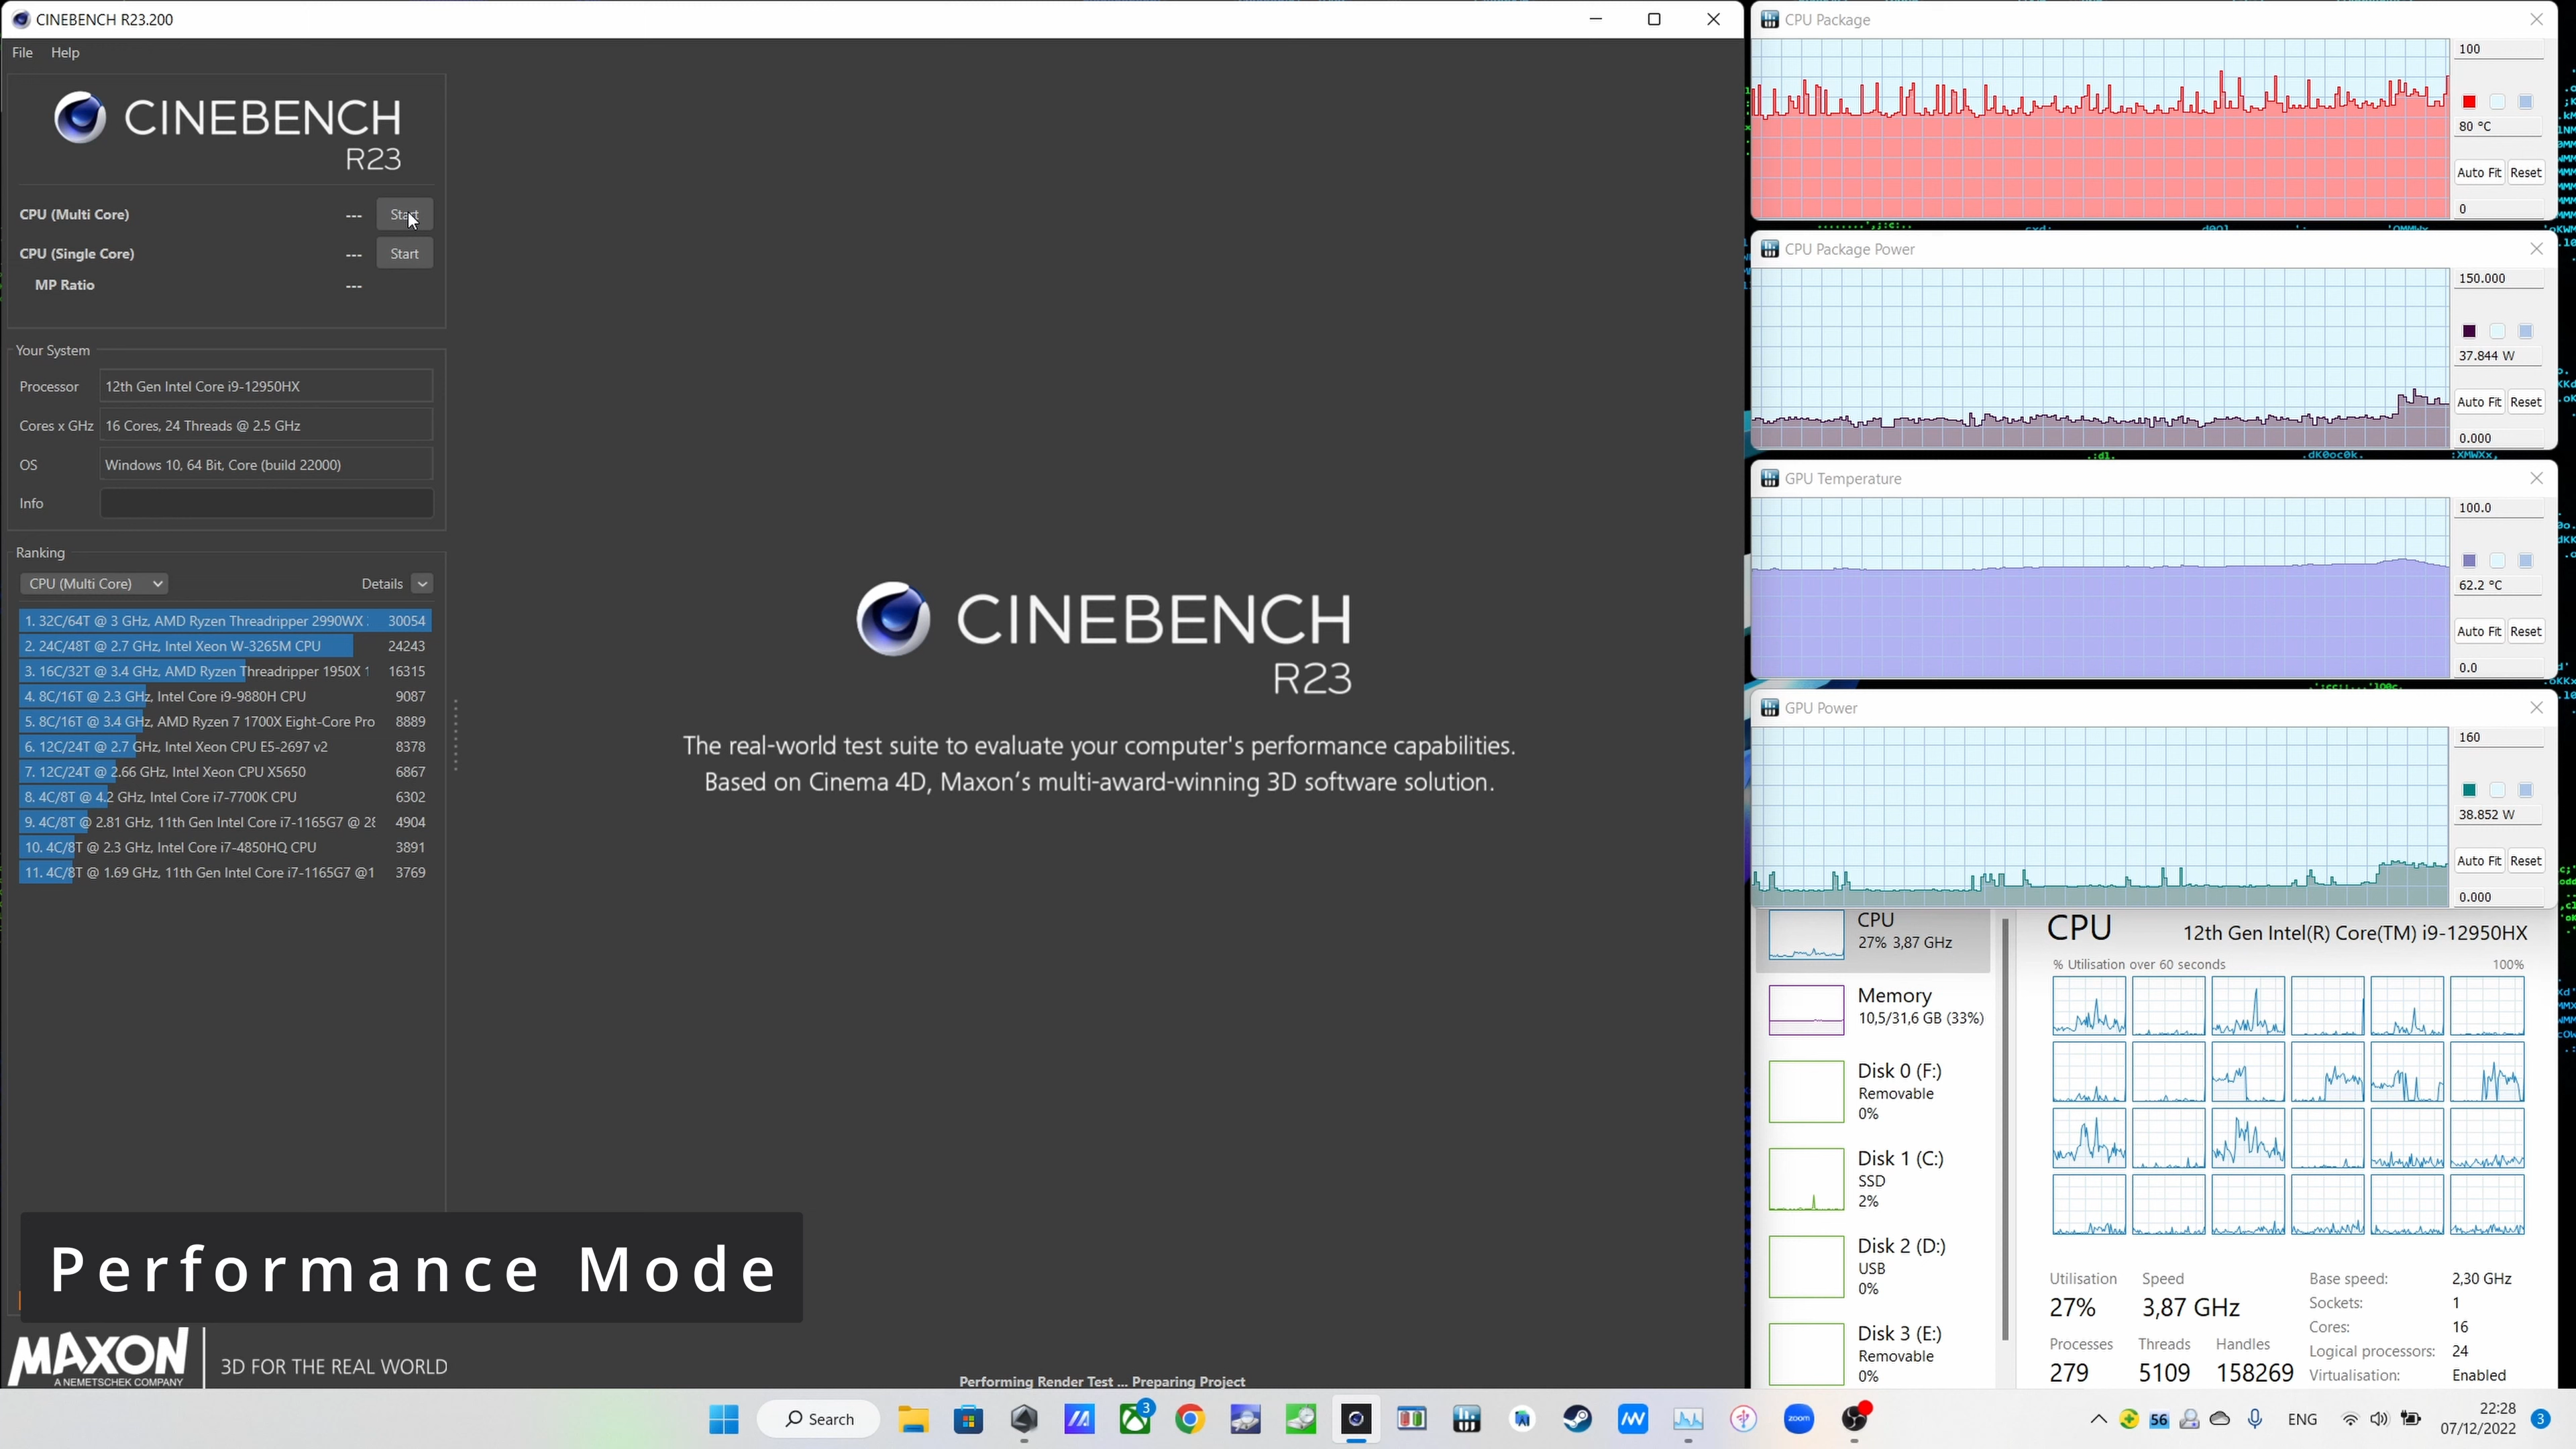 CINEBENCH R23.200
File Help
CINEBENCH
R23
CPU (Multi Core) --- Start
CPU (Single Core) --- Start
MP Ratio ---
Your System
Processor 12th Gen Intel Core i9-12950HX
Cores x GHz 16 Cores, 24 Threads @ 2.5 GHz
OS Windows 10, 64 Bit, Core (build 22000)
Info
Ranking
CPU (Multi Core) Details
1. 32C/64T @ 3 GHz, AMD Ryzen Threadripper 2990WX 30054
2. 24C/48T @ 2.7 GHz, Intel Xeon W-3265M CPU 24243
3. 16C/32T @ 3.4 GHz, AMD Ryzen Threadripper 1950X 16315
4. 8C/16T @ 2.3 GHz, Intel Core i9-9880H CPU 9087
5. 8C/16T @ 3.4 GHz, AMD Ryzen 7 1700X Eight-Core Pro 8889
6. 12C/24T @ 2.7 GHz, Intel Xeon CPU E5-2697 v2 8378
7. 12C/24T @ 2.66 GHz, Intel Xeon CPU X5650 6867
8. 4C/8T @ 4.2 GHz, Intel Core i7-7700K CPU 6302
9. 4C/8T @ 2.81 GHz, 11th Gen Intel Core i7-1165G7 @ 28 4904
10. 4C/8T @ 2.3 GHz, Intel Core i7-4850HQ CPU 3891
11. 4C/8T @ 1.69 GHz, 11th Gen Intel Core i7-1165G7 @1 3769
Performance Mode
MAXON
A NEMETSCHEK COMPANY
3D FOR THE REAL WORLD
CINEBENCH
R23
The real-world test suite to evaluate your computer's performance capabilities.
Based on Cinema 4D, Maxon's multi-award-winning 3D software solution.
Performing Render Test ... Preparing Project
CPU Package
100
80 °C
Auto Fit Reset
0
CPU Package Power
150.000
37.844 W
Auto Fit Reset
0.000
GPU Temperature
100.0
62.2 °C
Auto Fit Reset
0.0
GPU Power
160
38.852 W
Auto Fit Reset
0.000
CPU
27% 3,87 GHz
Memory
10,5/31,6 GB (33%)
Disk 0 (F:)
Removable
0%
Disk 1 (C:)
SSD
2%
Disk 2 (D:)
USB
0%
Disk 3 (E:)
Removable
0%
CPU 12th Gen Intel(R) Core(TM) i9-12950HX
% Utilisation over 60 seconds 100%
Utilisation Speed
27% 3,87 GHz
Processes Threads Handles
279 5109 158269
Base speed: 2,30 GHz
Sockets: 1
Cores: 16
Logical processors: 24
Virtualisation: Enabled
Search
3
zoom
56
ENG
22:28
07/12/2022
3